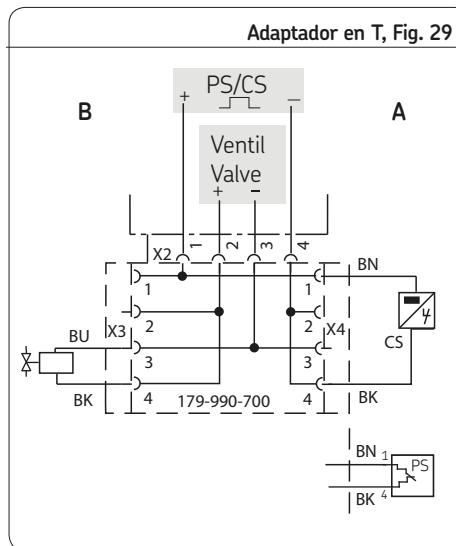 Adaptador en T, Fig. 29
B
PS/CS
A
+
−
Ventil
Valve
+ −
X2 1 2 3 4
BN
1 1
2 2
X3 X4
BU
3 3
CS
BK
4 4
179-990-700
BK
BN 1 PS
BK 4